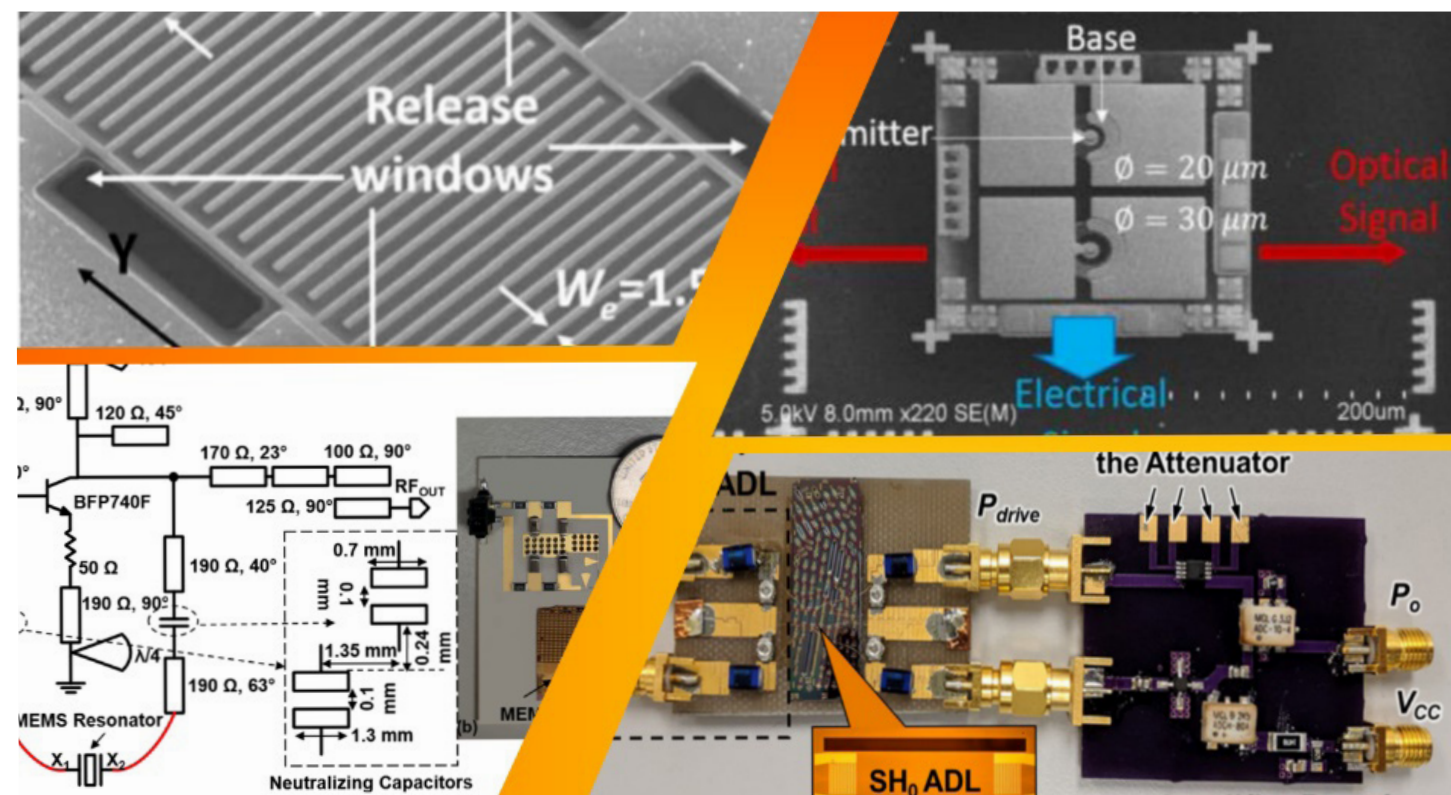 Release
windows
Y
Wₑ=1.5
Base
mitter
Ø = 20 μm
Ø = 30 μm
Optical
Signal
Electrical
5.0kV 8.0mm x220 SE(M)
200um
Ω, 90°
120 Ω, 45°
170 Ω, 23°
100 Ω, 90°
BFP740F
125 Ω, 90°
RF_OUT
50 Ω
190 Ω, 40°
190 Ω, 90°
λ/4
190 Ω, 63°
MEMS Resonator
X₁
X₂
0.7 mm
0.1 mm
0.24 mm
1.35 mm
0.1 mm
1.3 mm
Neutralizing Capacitors
(b)
MEM
ADL
the Attenuator
P_drive
P_o
V_CC
SH₀ ADL